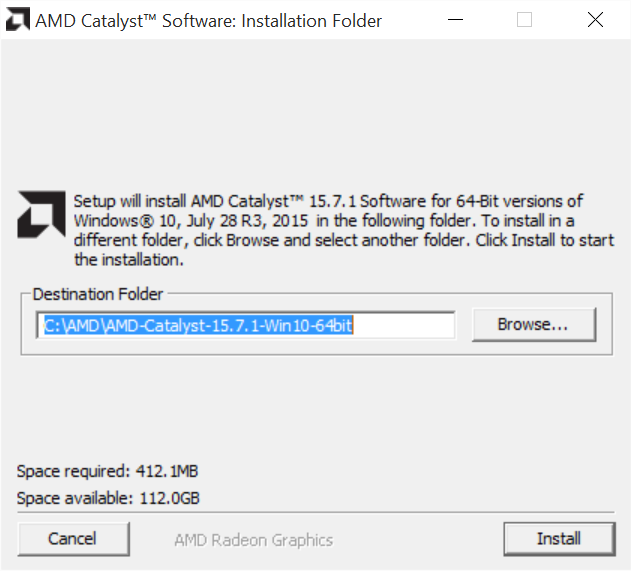 AMD Catalyst™ Software: Installation Folder
Setup will install AMD Catalyst™ 15.7.1 Software for 64-Bit versions of
Windows® 10, July 28 R3, 2015  in the following folder. To install in a
different folder, click Browse and select another folder. Click Install to start
the installation.
Destination Folder
C:\AMD\AMD-Catalyst-15.7.1-Win10-64bit
Browse...
Space required: 412.1MB
Space available: 112.0GB
Cancel
AMD Radeon Graphics
Install